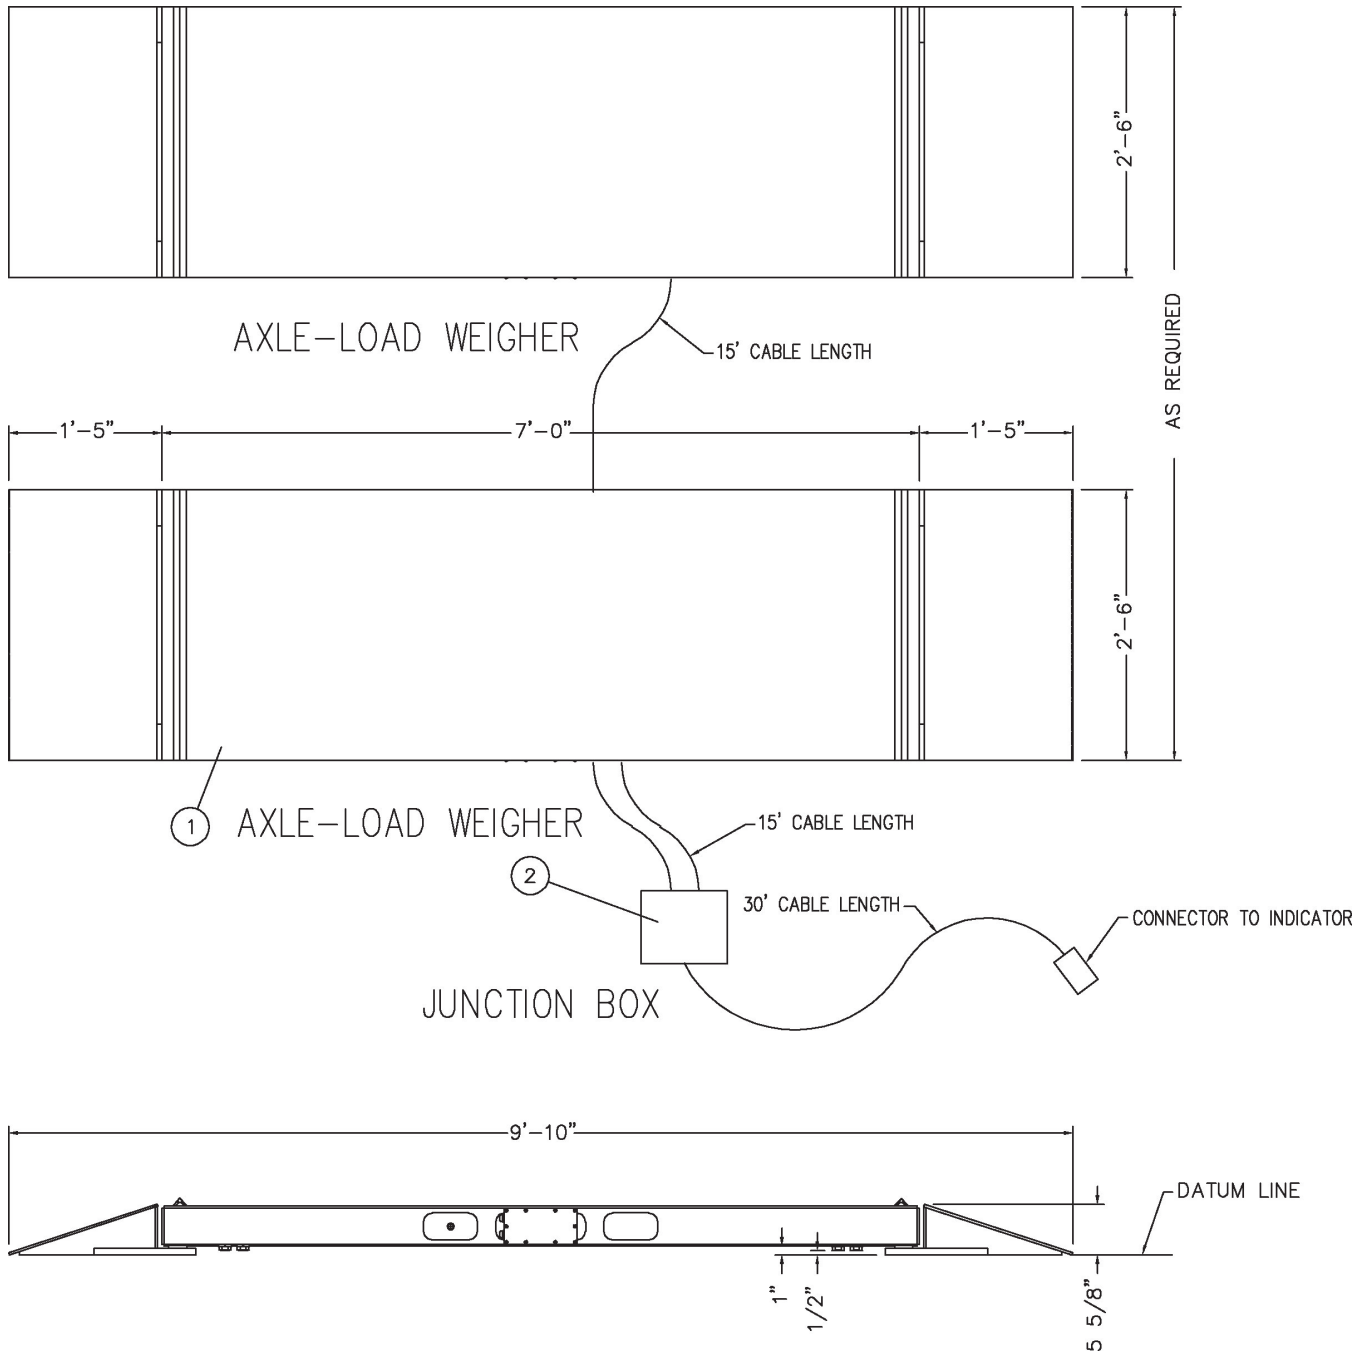 2'-6"
AS REQUIRED
AXLE-LOAD WEIGHER
15' CABLE LENGTH
1'-5"
7'-0"
1'-5"
2'-6"
1
AXLE-LOAD WEIGHER
15' CABLE LENGTH
2
30' CABLE LENGTH
CONNECTOR TO INDICATOR
JUNCTION BOX
9'-10"
DATUM LINE
1"
1/2"
5 5/8"